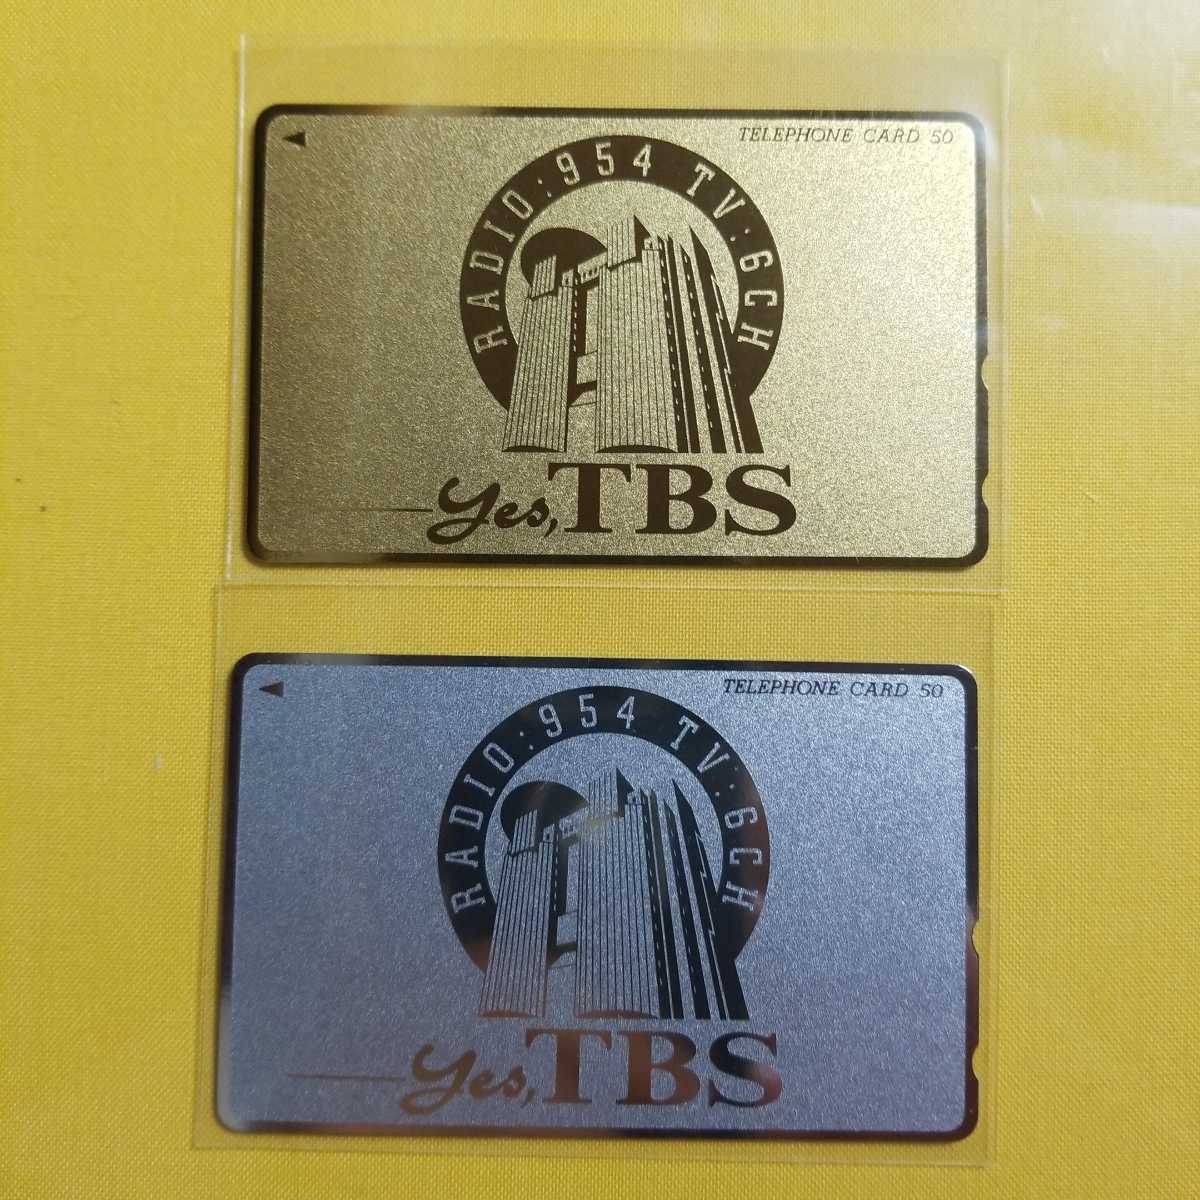 TELEPHONE CARD 50
RADIO:954 TV:6CH
Yes, TBS
TELEPHONE CARD 50
RADIO:954 TV:6CH
Yes, TBS